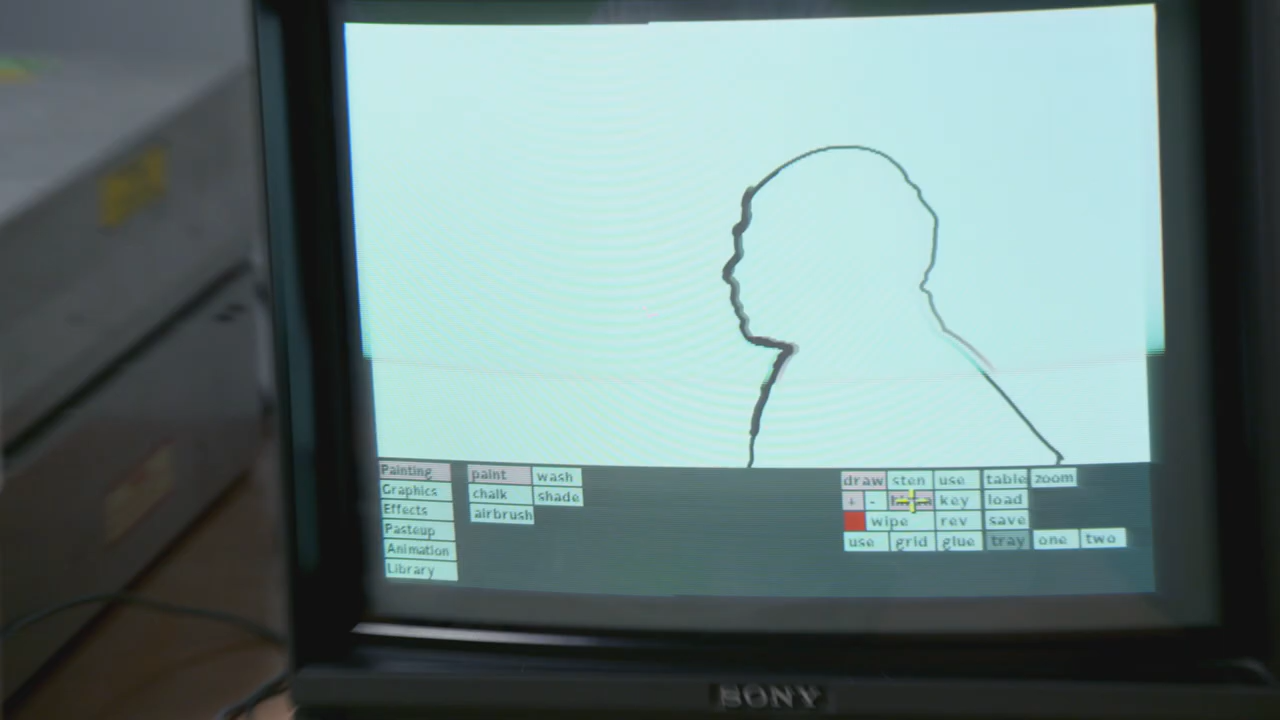 Painting paint wash draw sten use table zoom
Graphics chalk shade + - key load
Effects airbrush wipe rev save
Pasteup use grid glue tray one two
Animation
Library
SONY